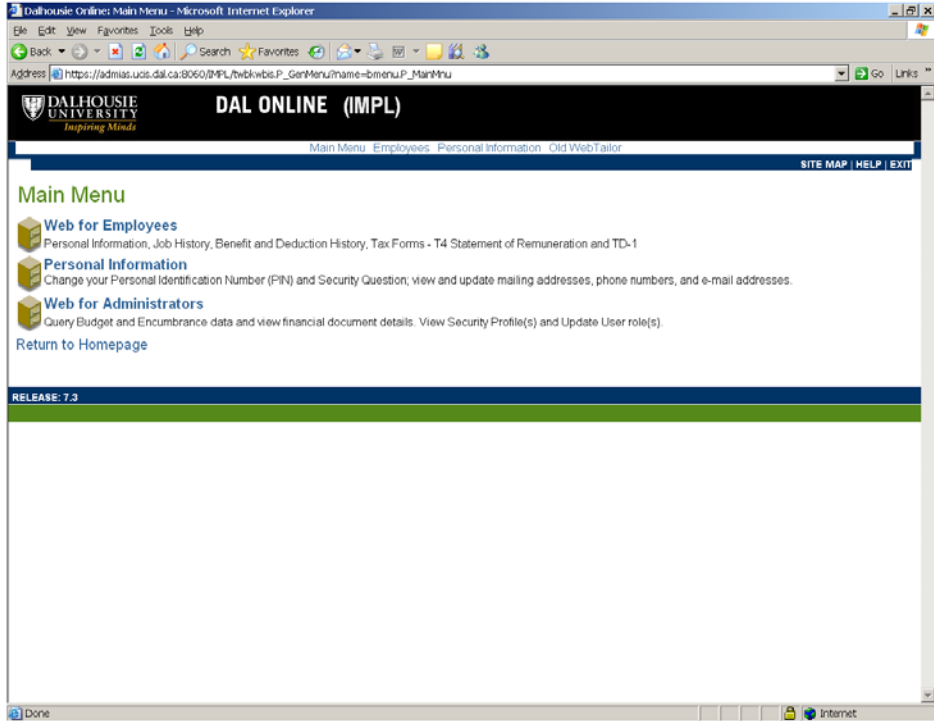 Dalhousie Online: Main Menu - Microsoft Internet Explorer
File Edit View Favorites Tools Help
Back Search Favorites
Address https://admias.ucis.dal.ca:8060/IMPL/twbkwbis.P_GenMenu?name=bmenu.P_MainMnu Go Links »
DALHOUSIE UNIVERSITY Inspiring Minds
DAL ONLINE (IMPL)
Main Menu Employees Personal Information Old WebTailor
SITE MAP | HELP | EXIT
Main Menu
Web for Employees
Personal Information, Job History, Benefit and Deduction History, Tax Forms - T4 Statement of Remuneration and TD-1
Personal Information
Change your Personal Identification Number (PIN) and Security Question; view and update mailing addresses, phone numbers, and e-mail addresses.
Web for Administrators
Query Budget and Encumbrance data and view financial document details. View Security Profile(s) and Update User role(s).
Return to Homepage
RELEASE: 7.3
Done Internet